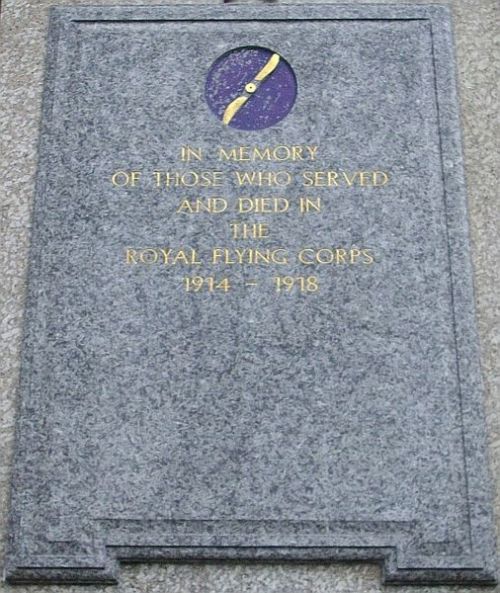 IN MEMORY
OF THOSE WHO SERVED
AND DIED IN
THE
ROYAL FLYING CORPS
1914 - 1918